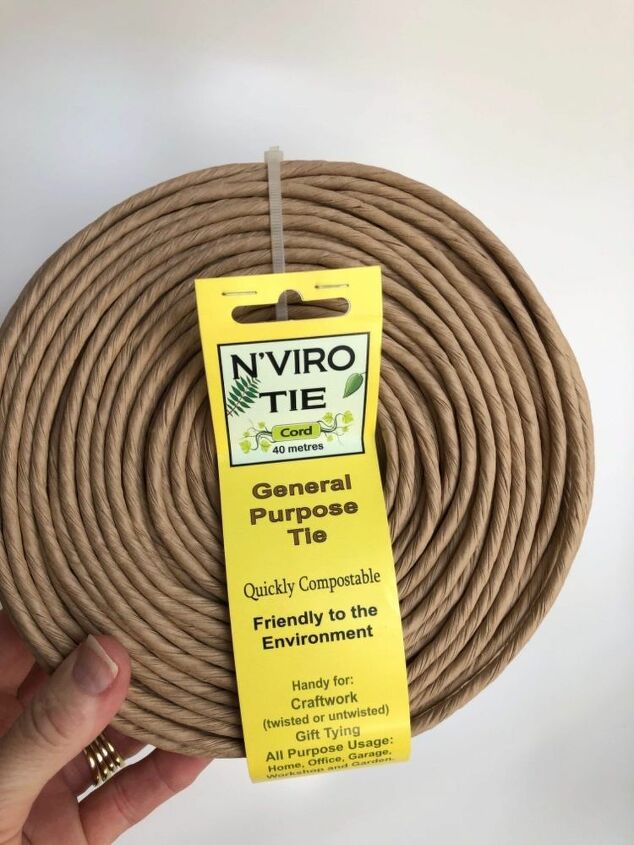 N'VIRO
TIE
Cord
40 metres
General
Purpose
Tie
Quickly Compostable
Friendly to the
Environment
Handy for:
Craftwork
(twisted or untwisted)
Gift Tying
All Purpose Usage:
Home, Office, Garage,
Workshop and Garden.